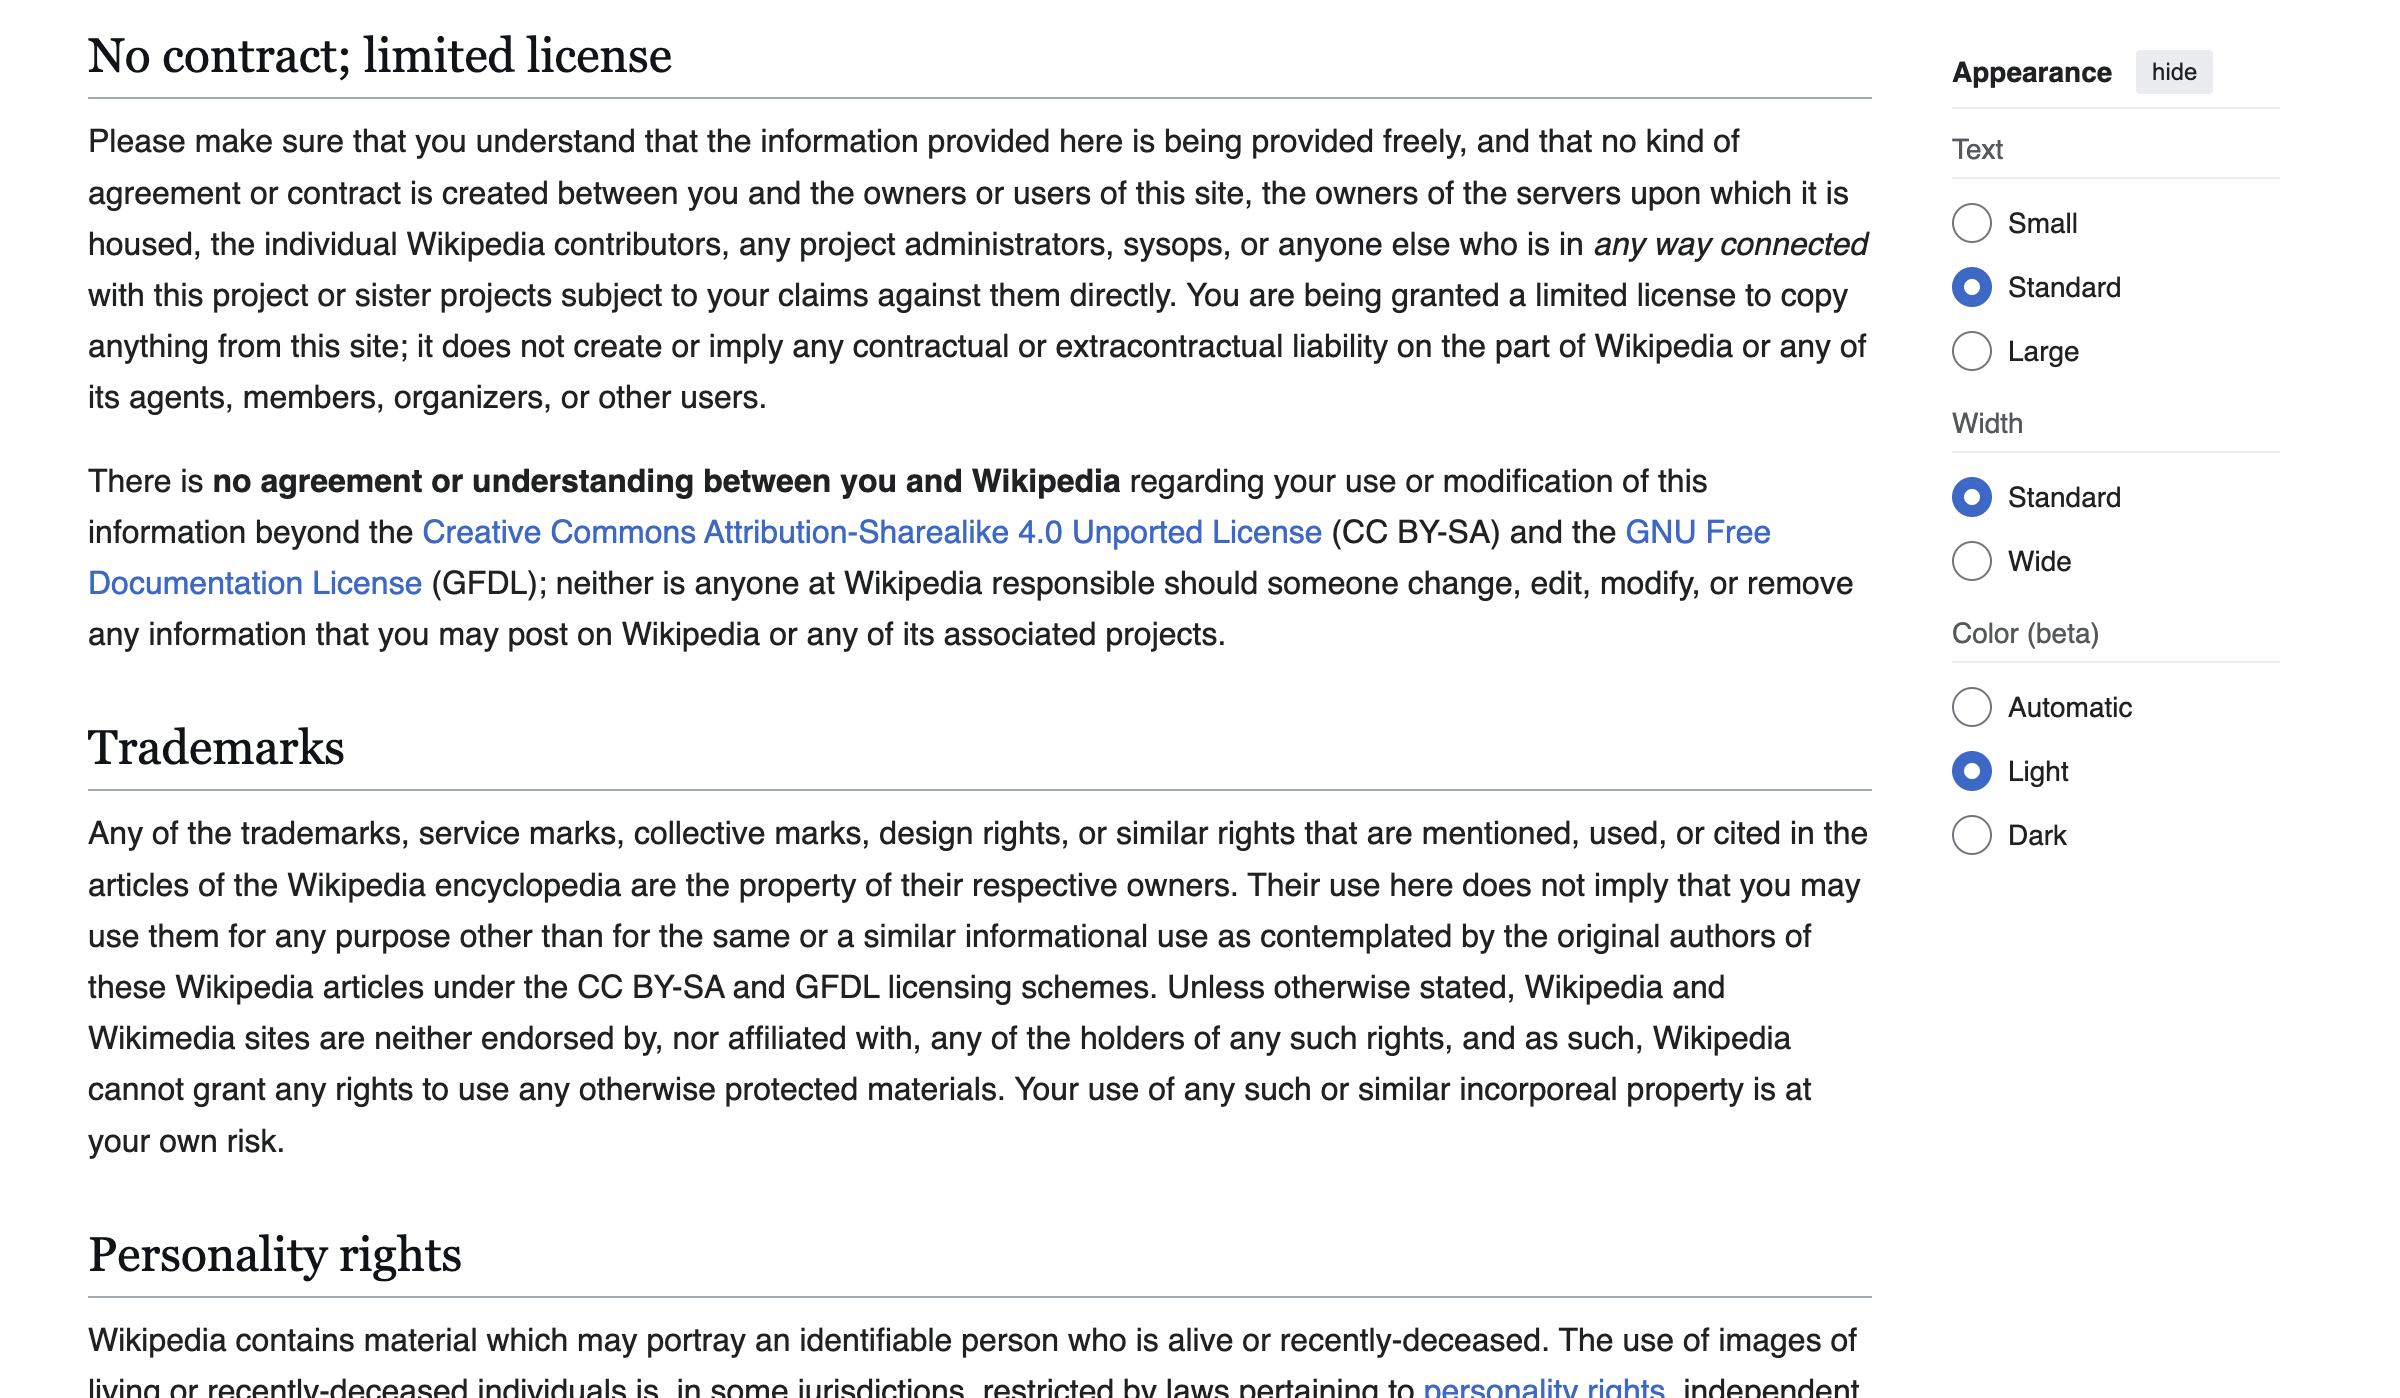 No contract; limited license
Please make sure that you understand that the information provided here is being provided freely, and that no kind of
agreement or contract is created between you and the owners or users of this site, the owners of the servers upon which it is
housed, the individual Wikipedia contributors, any project administrators, sysops, or anyone else who is in any way connected
with this project or sister projects subject to your claims against them directly. You are being granted a limited license to copy
anything from this site; it does not create or imply any contractual or extracontractual liability on the part of Wikipedia or any of
its agents, members, organizers, or other users.
There is no agreement or understanding between you and Wikipedia regarding your use or modification of this
information beyond the Creative Commons Attribution-Sharealike 4.0 Unported License (CC BY-SA) and the GNU Free
Documentation License (GFDL); neither is anyone at Wikipedia responsible should someone change, edit, modify, or remove
any information that you may post on Wikipedia or any of its associated projects.
Trademarks
Any of the trademarks, service marks, collective marks, design rights, or similar rights that are mentioned, used, or cited in the
articles of the Wikipedia encyclopedia are the property of their respective owners. Their use here does not imply that you may
use them for any purpose other than for the same or a similar informational use as contemplated by the original authors of
these Wikipedia articles under the CC BY-SA and GFDL licensing schemes. Unless otherwise stated, Wikipedia and
Wikimedia sites are neither endorsed by, nor affiliated with, any of the holders of any such rights, and as such, Wikipedia
cannot grant any rights to use any otherwise protected materials. Your use of any such or similar incorporeal property is at
your own risk.
Personality rights
Wikipedia contains material which may portray an identifiable person who is alive or recently-deceased. The use of images of
living or recently-deceased individuals is, in some jurisdictions, restricted by laws pertaining to personality rights, independent
Appearance hide
Text
Small
Standard
Large
Width
Standard
Wide
Color (beta)
Automatic
Light
Dark